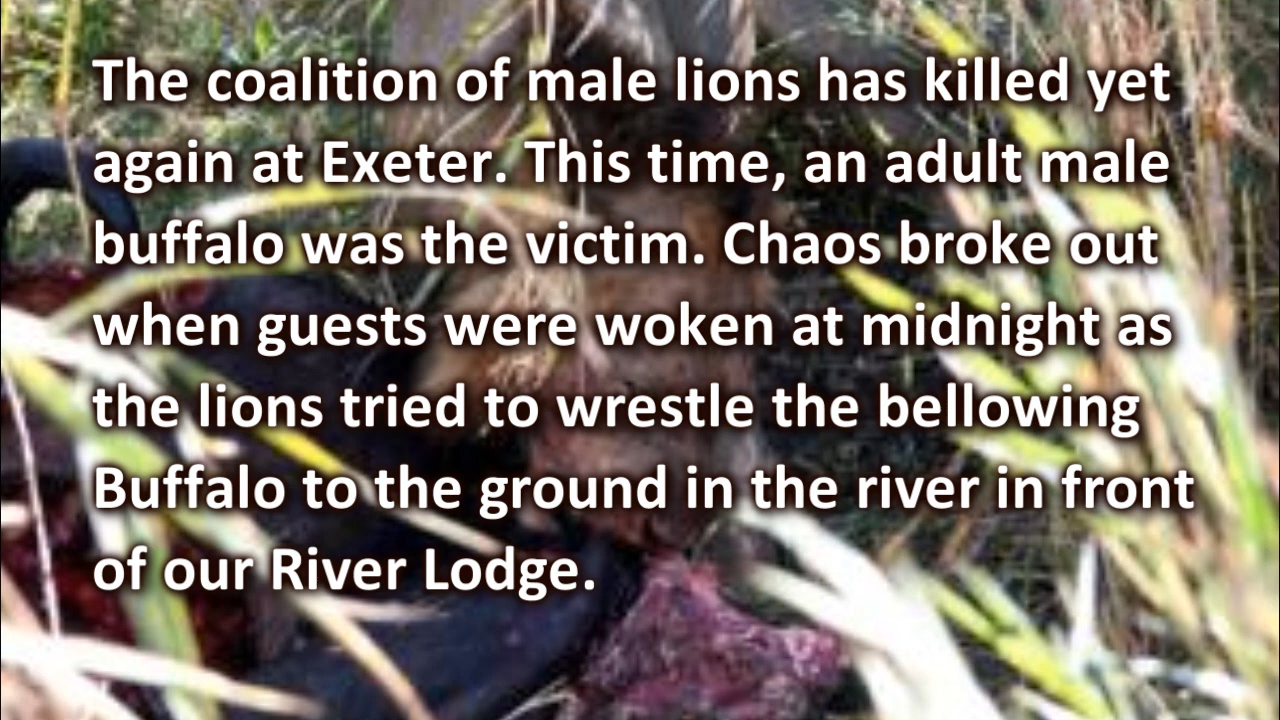 The coalition of male lions has killed yet
again at Exeter. This time, an adult male
buffalo was the victim. Chaos broke out
when guests were woken at midnight as
the lions tried to wrestle the bellowing
Buffalo to the ground in the river in front
of our River Lodge.